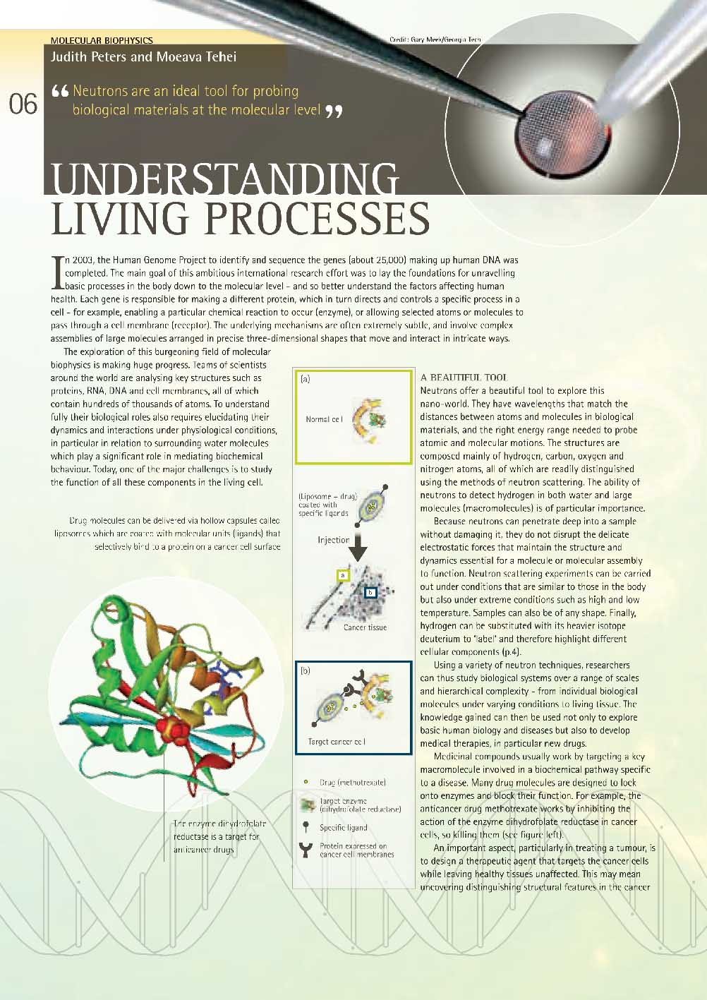 MOLECULAR BIOPHYSICS
Credit: Gary Meek/Georgia Tech
Judith Peters and Moeava Tehei
06
“ Neutrons are an ideal tool for probing
biological materials at the molecular level ”
UNDERSTANDING
LIVING PROCESSES
In 2003, the Human Genome Project to identify and sequence the genes (about 25,000) making up human DNA was
completed. The main goal of this ambitious international research effort was to lay the foundations for unravelling
basic processes in the body down to the molecular level – and so better understand the factors affecting human
health. Each gene is responsible for making a different protein, which in turn directs and controls a specific process in a
cell – for example, enabling a particular chemical reaction to occur (enzyme), or allowing selected atoms or molecules to
pass through a cell membrane (receptor). The underlying mechanisms are often extremely subtle, and involve complex
assemblies of large molecules arranged in precise three-dimensional shapes that move and interact in intricate ways.
The exploration of this burgeoning field of molecular
biophysics is making huge progress. Teams of scientists
around the world are analysing key structures such as
proteins, RNA, DNA and cell membranes, all of which
contain hundreds of thousands of atoms. To understand
fully their biological roles also requires elucidating their
dynamics and interactions under physiological conditions,
in particular in relation to surrounding water molecules
which play a significant role in mediating biochemical
behaviour. Today, one of the major challenges is to study
the function of all these components in the living cell.
Drug molecules can be delivered via hollow capsules called
liposomes which are coated with molecular units (ligands) that
selectively bind to a protein on a cancer cell surface
The enzyme dihydrofolate
reductase is a target for
anticancer drugs
(a)
Normal cell
(Liposome + drug)
coated with
specific ligands
Injection
a
b
Cancer tissue
(b)
Target cancer cell
Drug (methotrexate)
Target enzyme
(dihydrofolate reductase)
Specific ligand
Protein expressed on
cancer cell membranes
A BEAUTIFUL TOOL
Neutrons offer a beautiful tool to explore this
nano-world. They have wavelengths that match the
distances between atoms and molecules in biological
materials, and the right energy range needed to probe
atomic and molecular motions. The structures are
composed mainly of hydrogen, carbon, oxygen and
nitrogen atoms, all of which are readily distinguished
using the methods of neutron scattering. The ability of
neutrons to detect hydrogen in both water and large
molecules (macromolecules) is of particular importance.
Because neutrons can penetrate deep into a sample
without damaging it, they do not disrupt the delicate
electrostatic forces that maintain the structure and
dynamics essential for a molecule or molecular assembly
to function. Neutron scattering experiments can be carried
out under conditions that are similar to those in the body
but also under extreme conditions such as high and low
temperature. Samples can also be of any shape. Finally,
hydrogen can be substituted with its heavier isotope
deuterium to 'label' and therefore highlight different
cellular components (p.4).
Using a variety of neutron techniques, researchers
can thus study biological systems over a range of scales
and hierarchical complexity – from individual biological
molecules under varying conditions to living tissue. The
knowledge gained can then be used not only to explore
basic human biology and diseases but also to develop
medical therapies, in particular new drugs.
Medicinal compounds usually work by targeting a key
macromolecule involved in a biochemical pathway specific
to a disease. Many drug molecules are designed to lock
onto enzymes and block their function. For example, the
anticancer drug methotrexate works by inhibiting the
action of the enzyme dihydrofolate reductase in cancer
cells, so killing them (see figure left).
An important aspect, particularly in treating a tumour, is
to design a therapeutic agent that targets the cancer cells
while leaving healthy tissues unaffected. This may mean
uncovering distinguishing structural features in the cancer